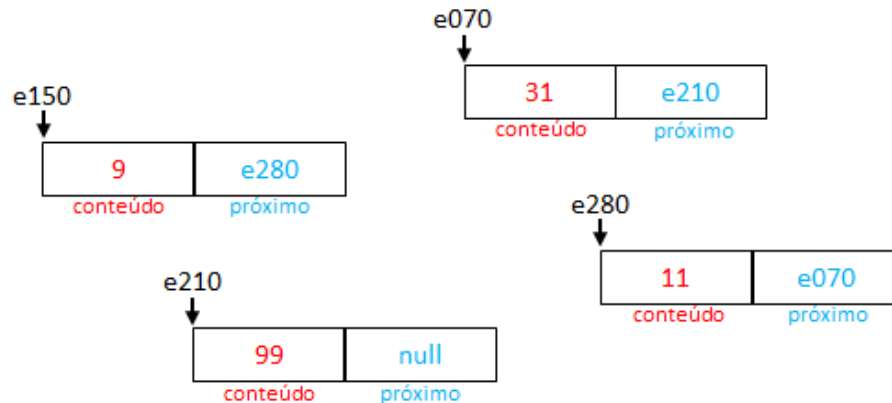 e070
31 e210
conteúdo próximo
e150
9 e280
conteúdo próximo
e280
11 e070
conteúdo próximo
e210
99 null
conteúdo próximo